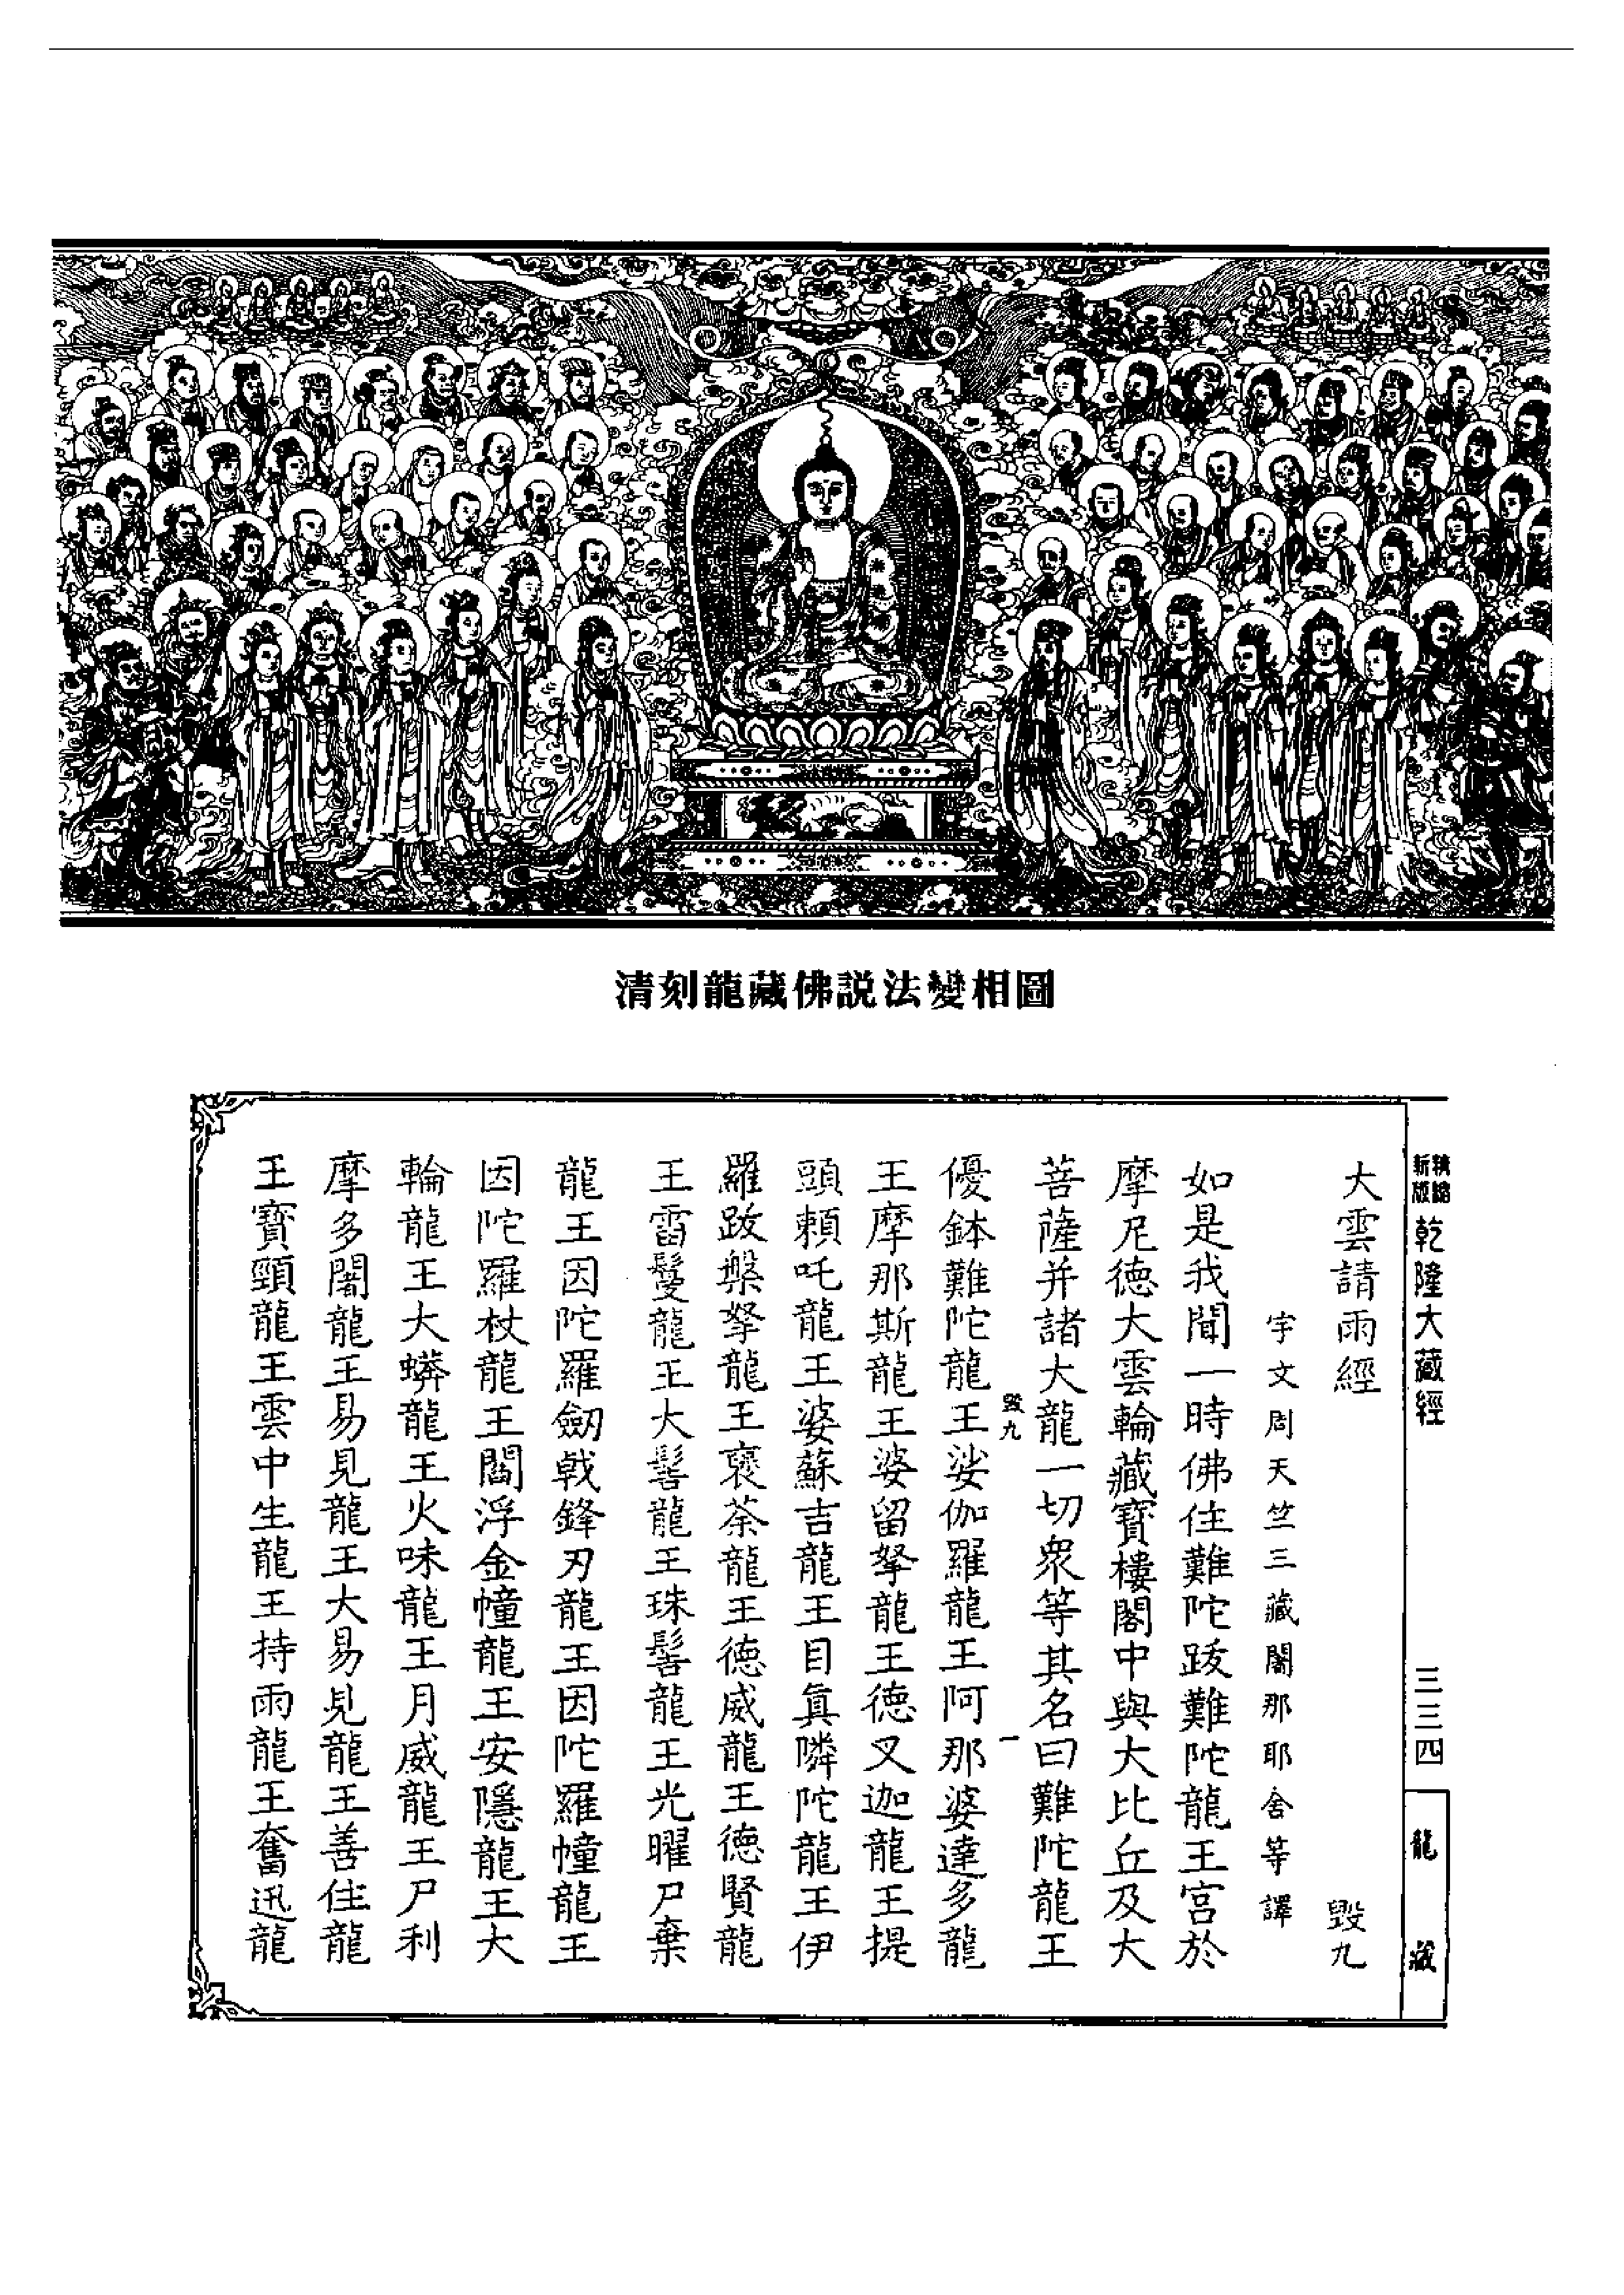 清刻龍藏佛説法變相圖
精縮新版
乾隆大藏經
三三四
龍藏
大雲請雨經 毀九
宇文周天竺三藏闍那耶舍等譯
如是我聞一時佛住難陀跋難陀龍王宮於
摩尼德大雲輪藏寶樓閣中與大比丘及大
菩薩并諸大龍一切衆等其名曰難陀龍王
毀九 一
優鉢難陀龍王娑伽羅龍王阿那婆達多龍
王摩那斯龍王婆留拏龍王德叉迦龍王提
頭賴吒龍王婆蘇吉龍王目真隣陀龍王伊
羅跋槃拏龍王裒荼龍王德威龍王德賢龍
王雷鬘龍王大髻龍王珠髻龍王光曜尸棄
龍王因陀羅劒戟鋒刃龍王因陀羅幢龍王
因陀羅杖龍王閻浮金幢龍王安隱龍王大
輪龍王大蟒龍王火味龍王月威龍王尸利
摩多闍龍王易見龍王大易見龍王善住龍
王寶頸龍王雲中生龍王持雨龍王奮迅龍